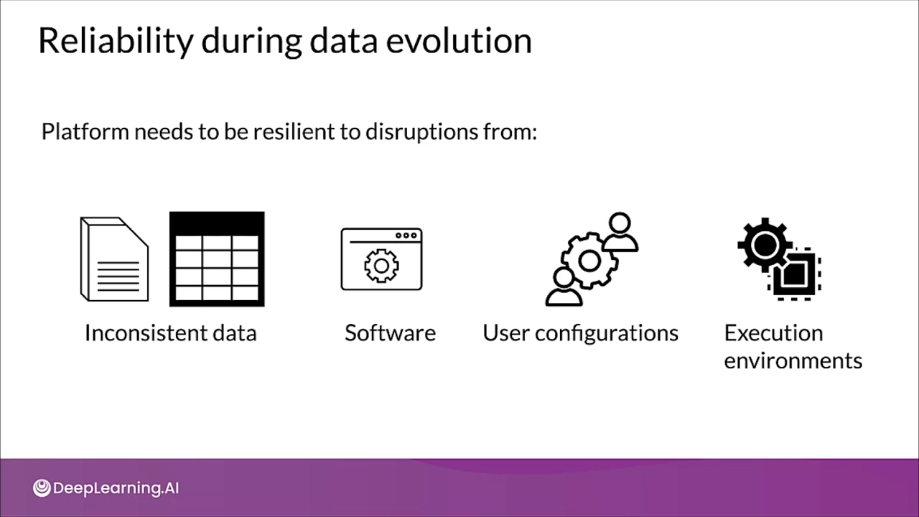 Reliability during data evolution
Platform needs to be resilient to disruptions from:
Inconsistent data
Software
User configurations
Execution
environments
DeepLearning.AI